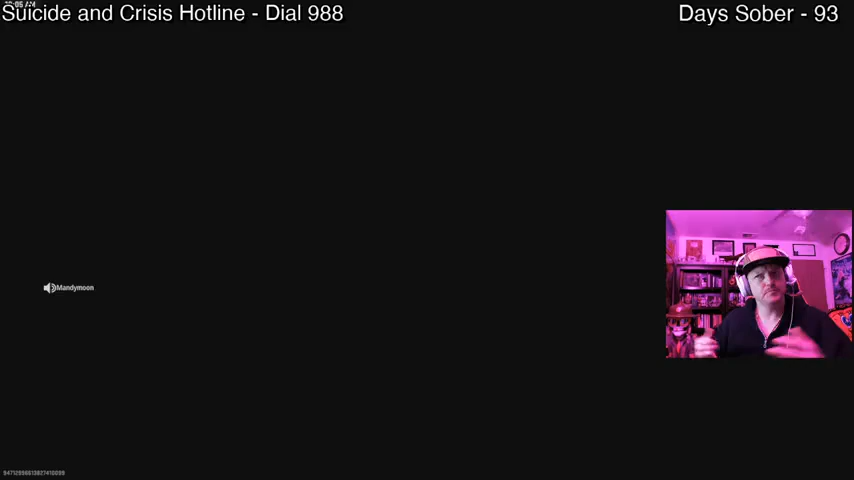 Suicide and Crisis Hotline - Dial 988
Days Sober - 93
Mandymoon